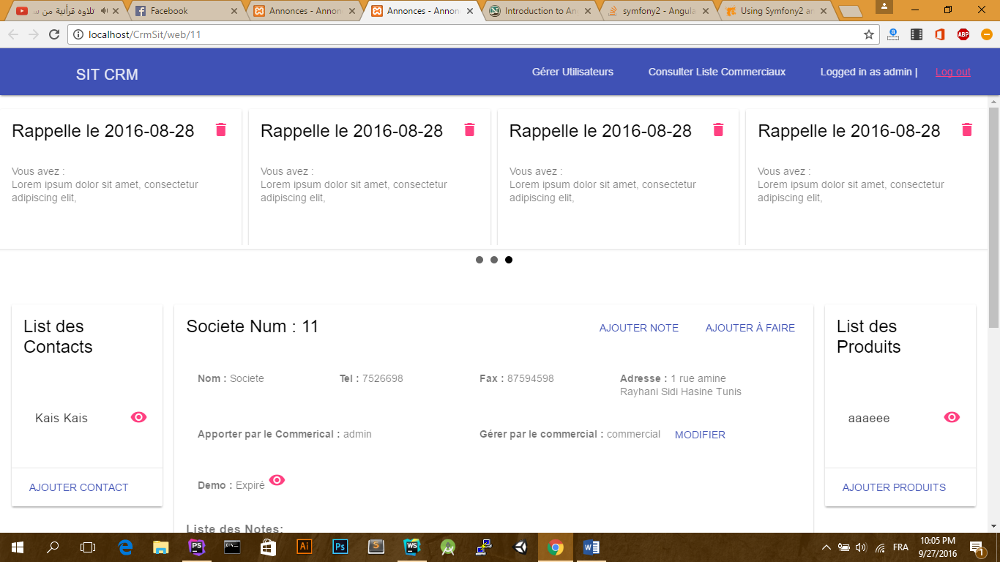 تلاوه قرأنية من س
Facebook
Annonces - Annon
Annonces - Annon
Introduction to An
symfony2 - Angula
Using Symfony2 an
localhost/CrmSit/web/11
ABP
SIT CRM
Gérer Utilisateurs
Consulter Liste Commerciaux
Logged in as admin |
Log out
Rappelle le 2016-08-28
Rappelle le 2016-08-28
Rappelle le 2016-08-28
Rappelle le 2016-08-28
Vous avez :
Lorem ipsum dolor sit amet, consectetur
adipiscing elit,
Vous avez :
Lorem ipsum dolor sit amet, consectetur
adipiscing elit,
Vous avez :
Lorem ipsum dolor sit amet, consectetur
adipiscing elit,
Vous avez :
Lorem ipsum dolor sit amet, consectetur
adipiscing elit,
List des
Contacts
Kais Kais
AJOUTER CONTACT
Societe Num : 11
AJOUTER NOTE
AJOUTER À FAIRE
Nom : Societe
Tel : 7526698
Fax : 87594598
Adresse : 1 rue amine
Rayhani Sidi Hasine Tunis
Apporter par le Commerical : admin
Gérer par le commercial : commercial
MODIFIER
Demo : Expiré
Liste des Notes:
List des
Produits
aaaeee
AJOUTER PRODUITS
PS
Ai
Ps
S
WS
W
FRA
10:05 PM
9/27/2016
1